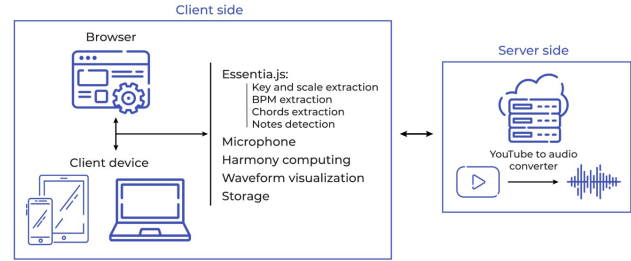 Client side
Browser
Client device
Essentia.js:
Key and scale extraction
BPM extraction
Chords extraction
Notes detection
Microphone
Harmony computing
Waveform visualization
Storage
Server side
YouTube to audio
converter